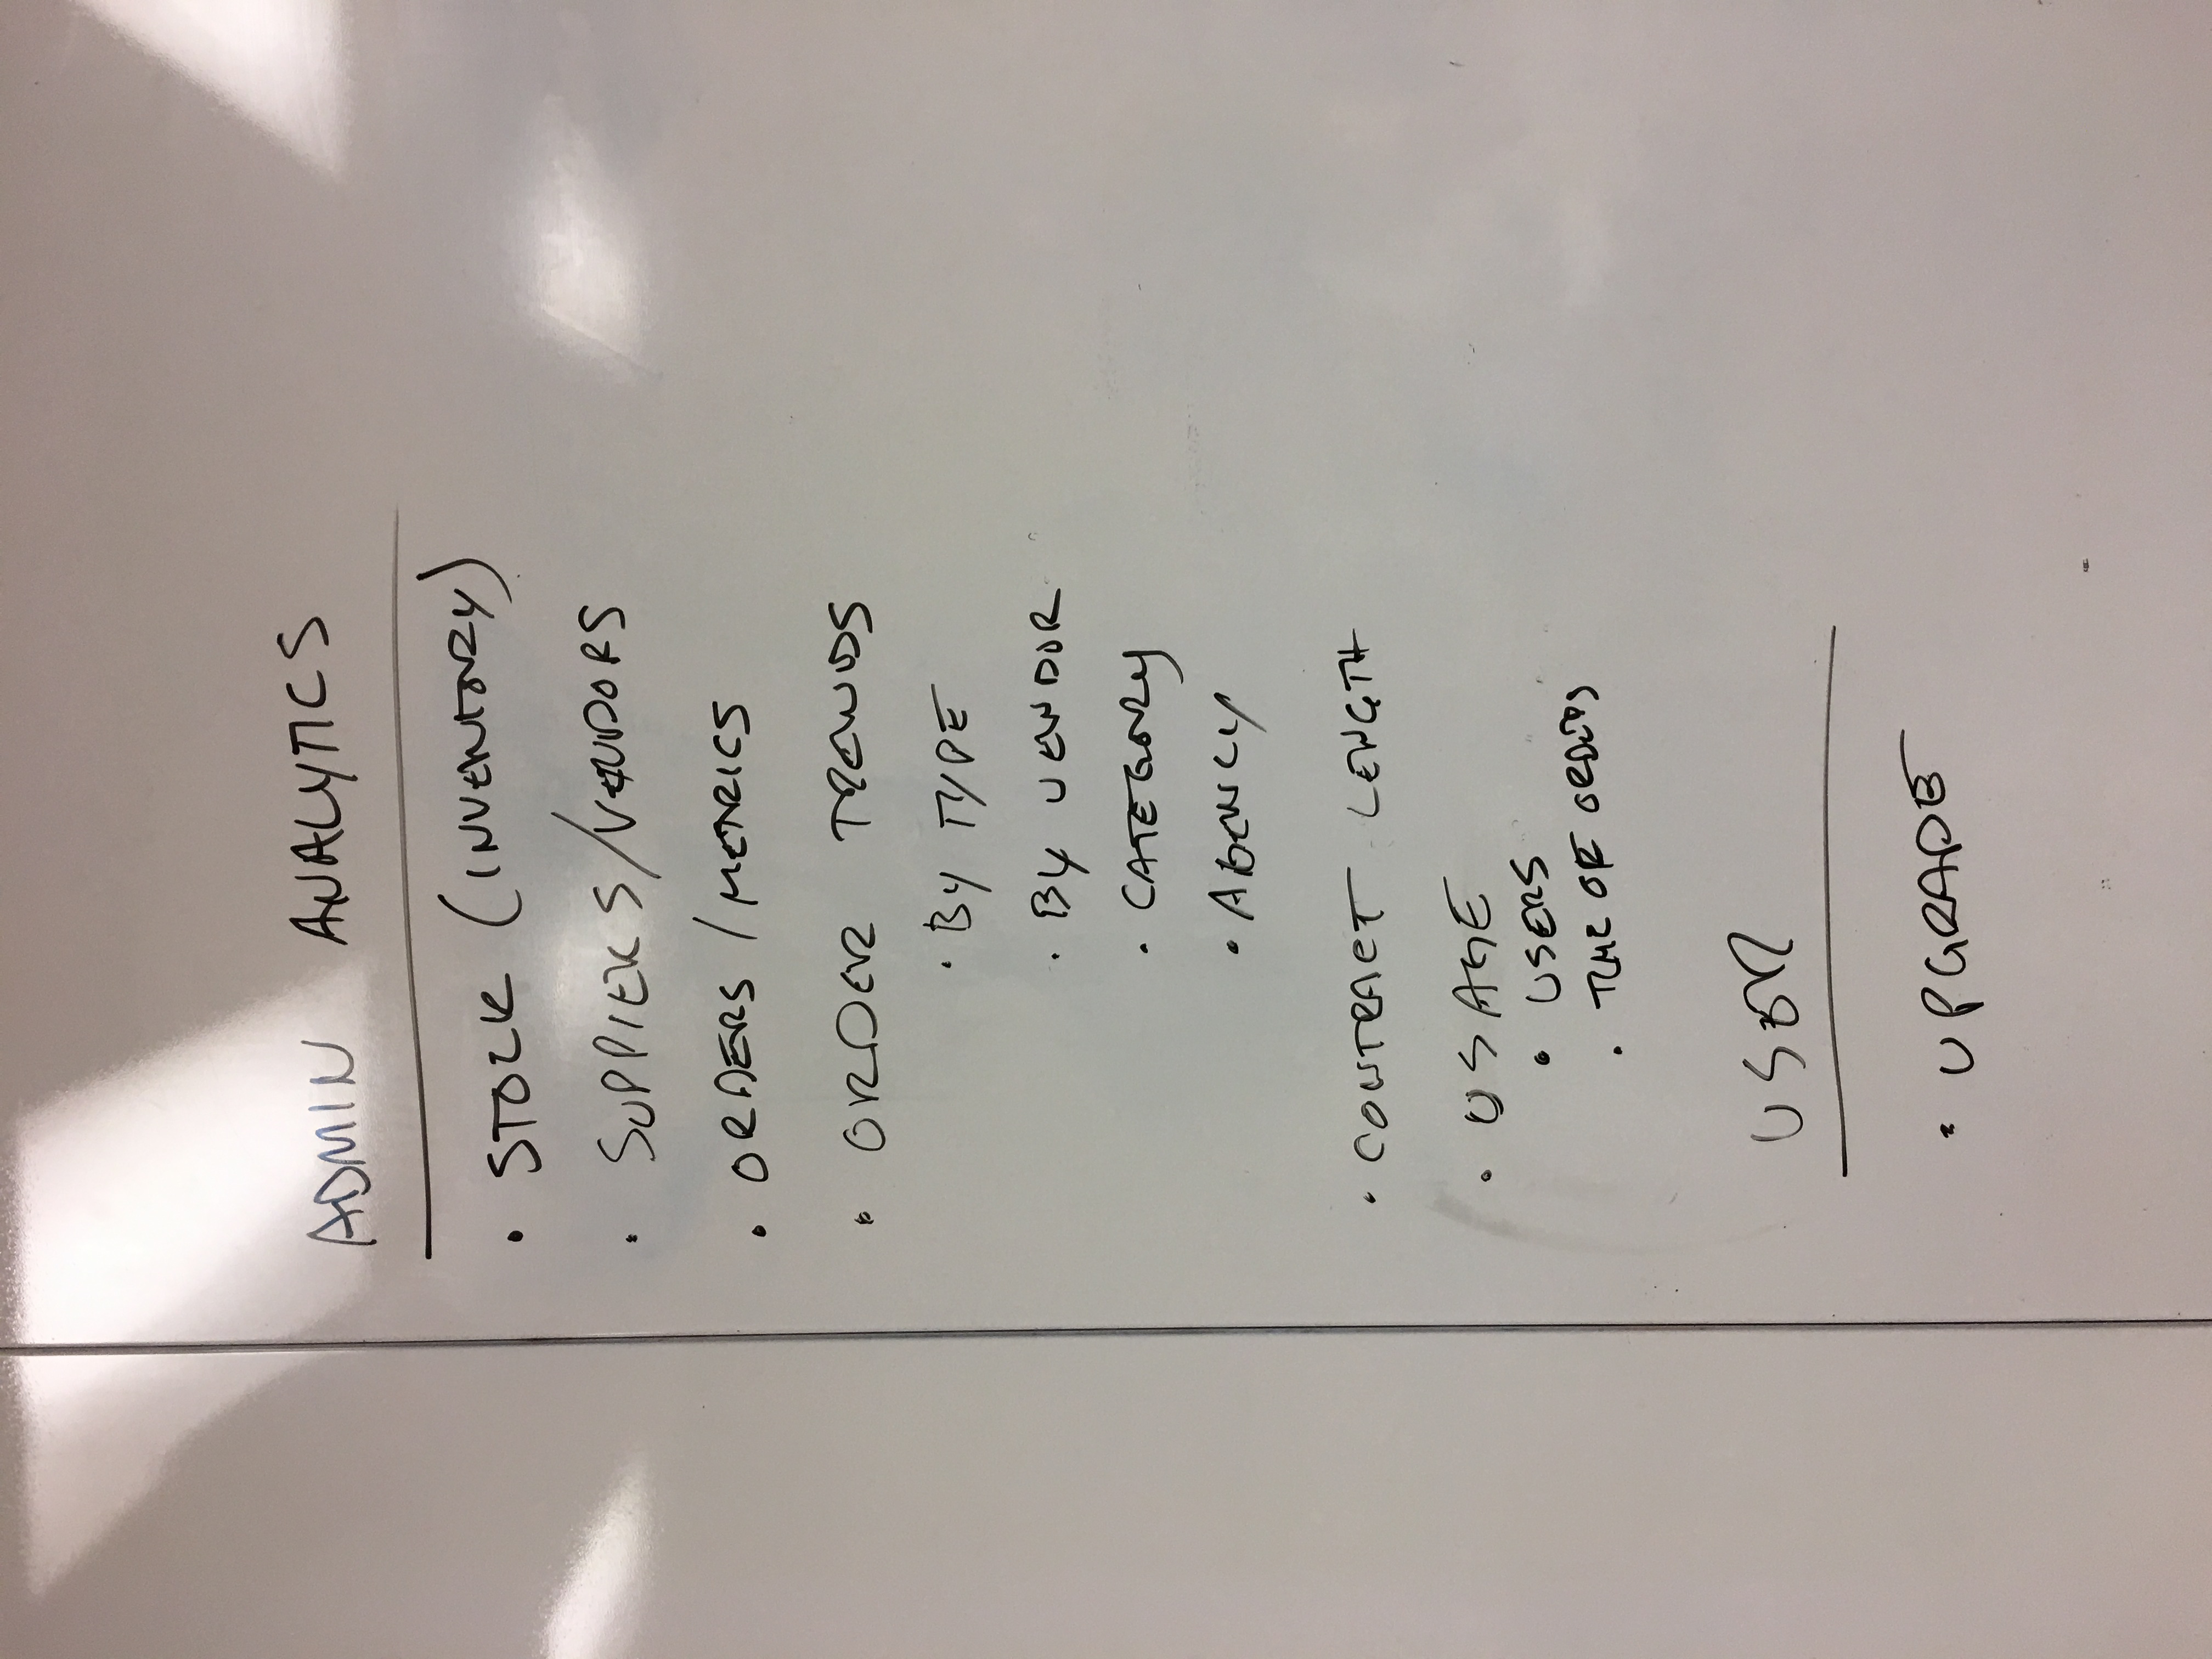 ADMIN ANALYTICS
• STOCK (INVENTORY)
• SUPPIERS/VENDORS
• ORDERS / METRICS
• ORDER TRENDS
• BY TYPE
• BY VENDOR
• CATEGORY
• AGENCY
• CONTRACT LENGTH
• USAGE
• USERS
• TIME OF ORDERS
USER
• UPGRADE